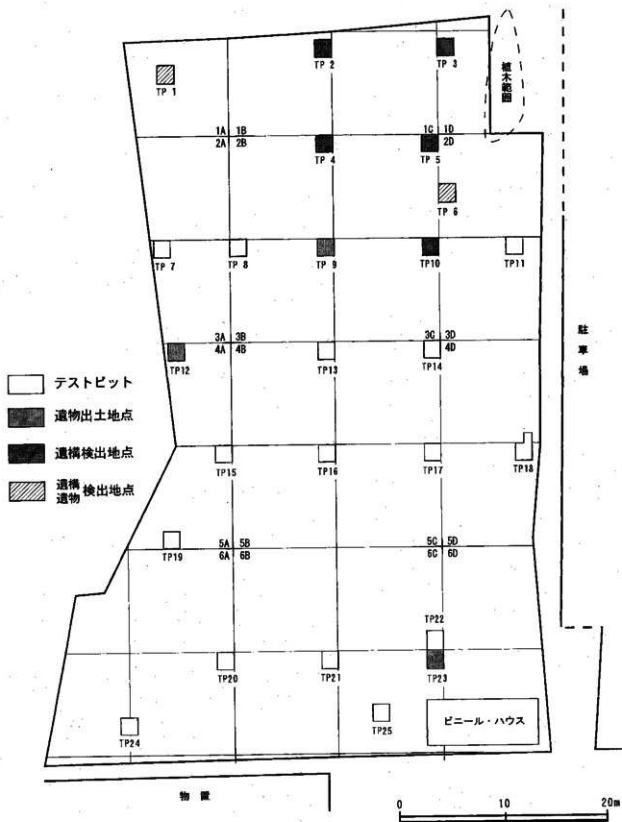 TP 1
TP 2
TP 3
植木範囲
1A 1B
2A 2B
1C 1D
2D
TP 4
TP 5
TP 6
TP 7
TP 8
TP 9
TP10
TP11
3A 3B
4A 4B
3C 3D
4D
TP12
TP13
TP14
駐車場
テストピット
遺物出土地点
遺構検出地点
遺構
遺物 検出地点
TP15
TP16
TP17
TP18
TP19
5A 5B
6A 6B
5C 5D
6C 6D
TP22
TP20
TP21
TP23
TP24
TP25
ビニール・ハウス
物置
0 10 20m